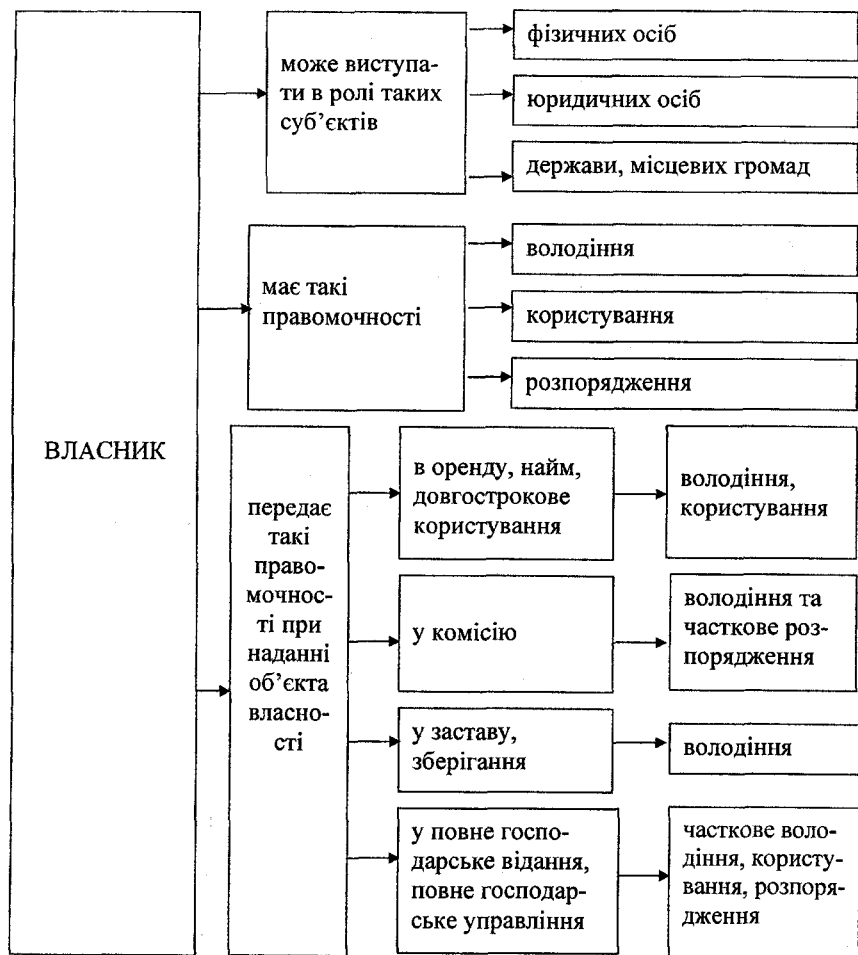 ВЛАСНИК
може виступа-
ти в ролі таких
суб’єктів
фізичних осіб
юридичних осіб
держави, місцевих громад
має такі
правомочності
володіння
користування
розпорядження
передає
такі
право-
мочнос-
ті при
наданні
об’єкта
власно-
сті
в оренду, найм,
довгострокове
користування
володіння,
користування
у комісію
володіння та
часткове роз-
порядження
у заставу,
зберігання
володіння
у повне госпо-
дарське відання,
повне господар-
ське управління
часткове воло-
діння, користу-
вання, розпоря-
дження